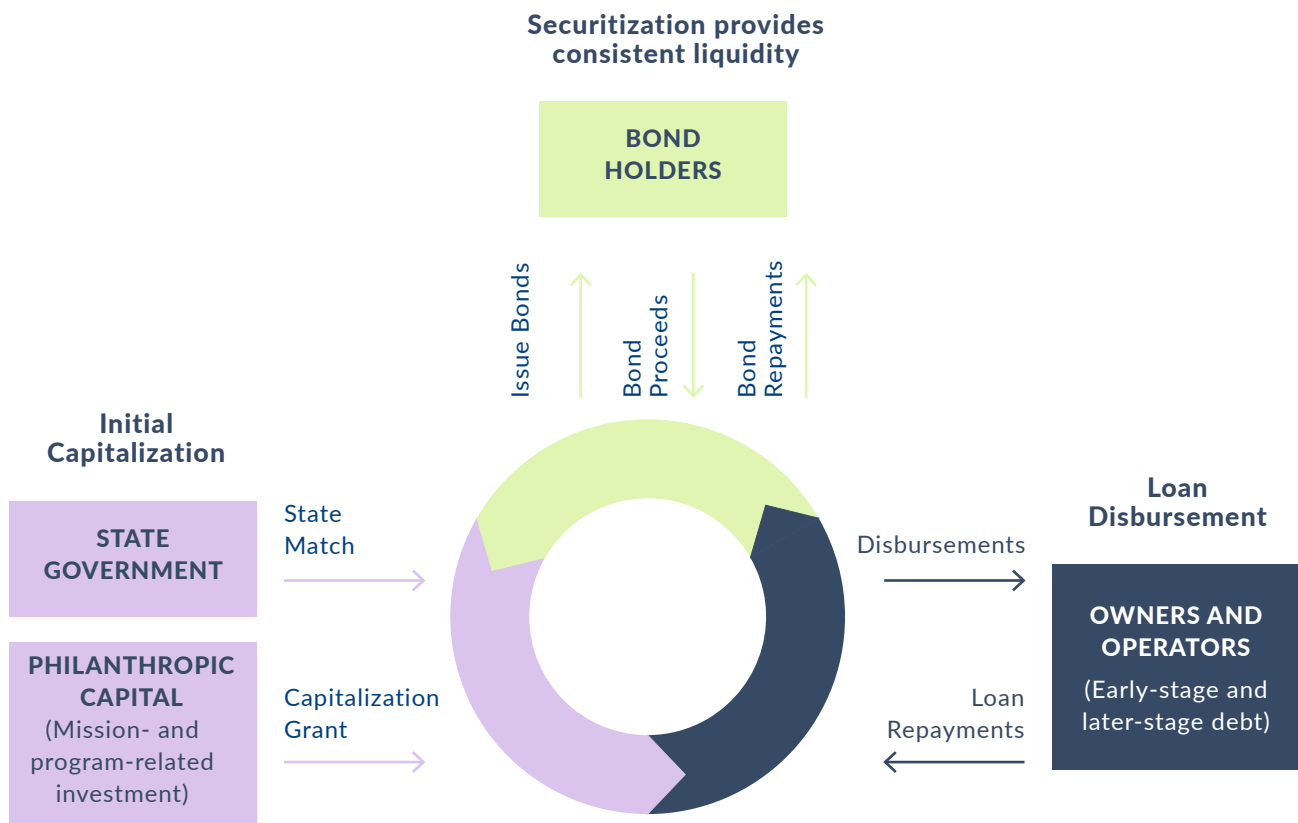 Securitization provides
consistent liquidity
BOND
HOLDERS
Issue Bonds
Bond
Proceeds
Bond
Repayments
Initial
Capitalization
STATE
GOVERNMENT
State
Match
PHILANTHROPIC
CAPITAL
(Mission- and
program-related
investment)
Capitalization
Grant
Loan
Disbursement
Disbursements
OWNERS AND
OPERATORS
(Early-stage and
later-stage debt)
Loan
Repayments